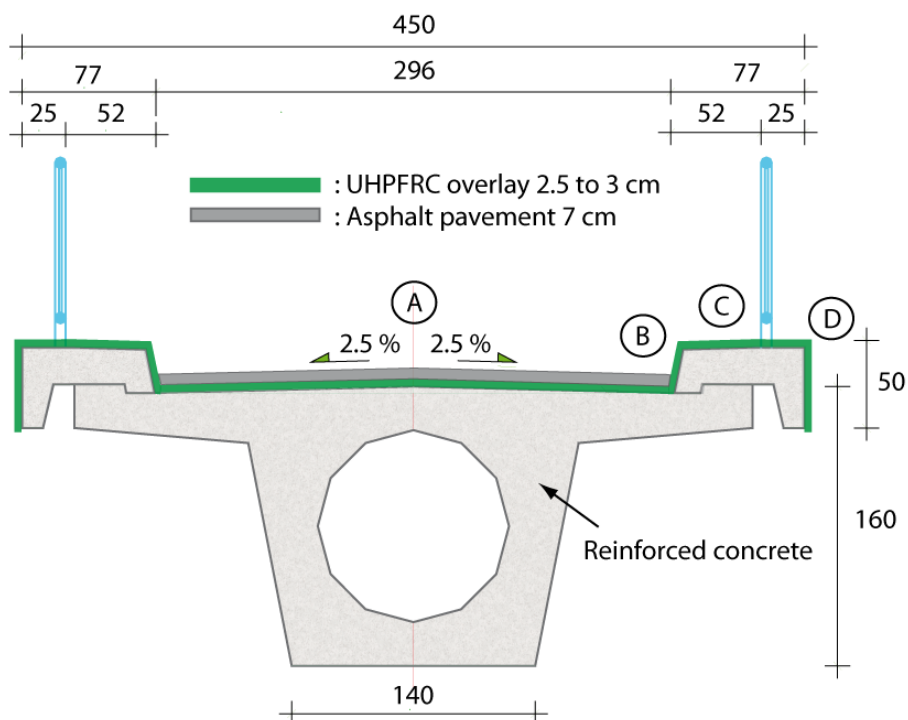 450
77 296 77
25 52 52 25
: UHPFRC overlay 2.5 to 3 cm
: Asphalt pavement 7 cm
A
C
D
B
2.5 % 2.5 %
50
160
Reinforced concrete
140